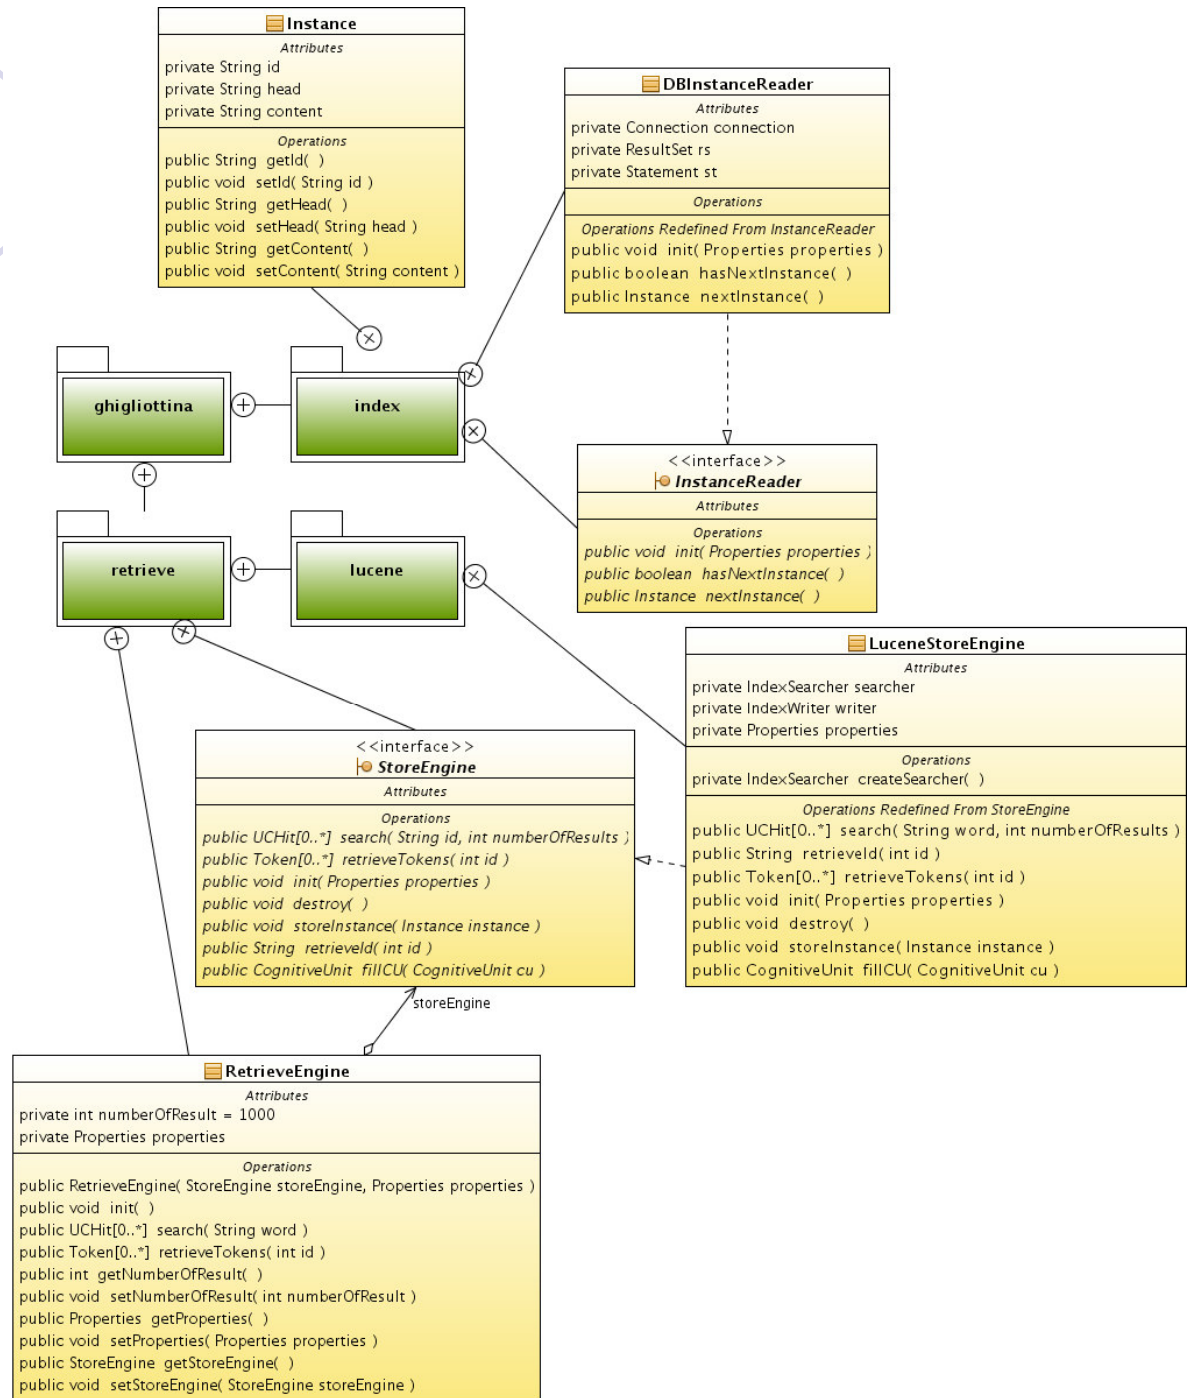 Instance
Attributes
private String id
private String head
private String content
Operations
public String getId( )
public void setId( String id )
public String getHead( )
public void setHead( String head )
public String getContent( )
public void setContent( String content )
DBInstanceReader
Attributes
private Connection connection
private ResultSet rs
private Statement st
Operations
Operations Redefined From InstanceReader
public void init( Properties properties )
public boolean hasNextInstance( )
public Instance nextInstance( )
ghigliottina
index
<<interface>>
InstanceReader
Attributes
Operations
public void init( Properties properties )
public boolean hasNextInstance( )
public Instance nextInstance( )
retrieve
lucene
LuceneStoreEngine
Attributes
private IndexSearcher searcher
private IndexWriter writer
private Properties properties
Operations
private IndexSearcher createSearcher( )
Operations Redefined From StoreEngine
public UCHit[0..*] search( String word, int numberOfResults )
public String retrieveId( int id )
public Token[0..*] retrieveTokens( int id )
public void init( Properties properties )
public void destroy( )
public void storeInstance( Instance instance )
public CognitiveUnit fillCU( CognitiveUnit cu )
<<interface>>
StoreEngine
Attributes
Operations
public UCHit[0..*] search( String id, int numberOfResults )
public Token[0..*] retrieveTokens( int id )
public void init( Properties properties )
public void destroy( )
public void storeInstance( Instance instance )
public String retrieveId( int id )
public CognitiveUnit fillCU( CognitiveUnit cu )
storeEngine
RetrieveEngine
Attributes
private int numberOfResult = 1000
private Properties properties
Operations
public RetrieveEngine( StoreEngine storeEngine, Properties properties )
public void init( )
public UCHit[0..*] search( String word )
public Token[0..*] retrieveTokens( int id )
public int getNumberOfResult( )
public void setNumberOfResult( int numberOfResult )
public Properties getProperties( )
public void setProperties( Properties properties )
public StoreEngine getStoreEngine( )
public void setStoreEngine( StoreEngine storeEngine )